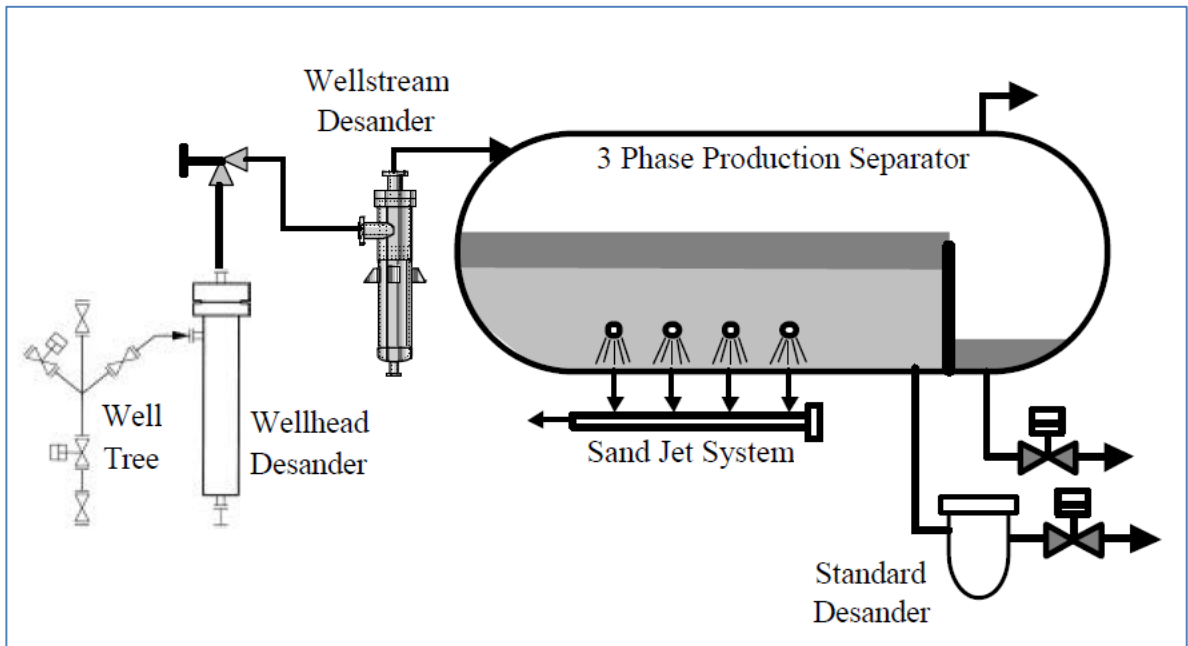 Wellstream
Desander
3 Phase Production Separator
Well
Tree
Wellhead
Desander
Sand Jet System
Standard
Desander